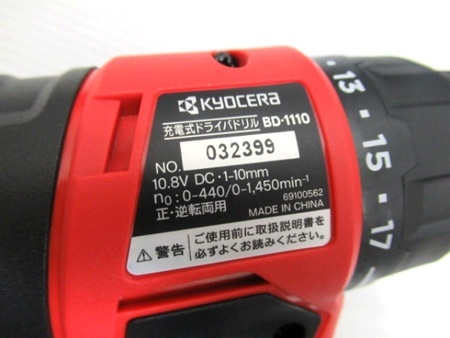 KYOCERA
充電式ドライバドリル BD-1110
NO. 032399
10.8V DC・1-10mm
n₀ : 0-440/0-1,450min⁻¹
正・逆転両用
69100562
MADE IN CHINA
警告
ご使用前に取扱説明書を
必ずよくお読みください。
13
15
17